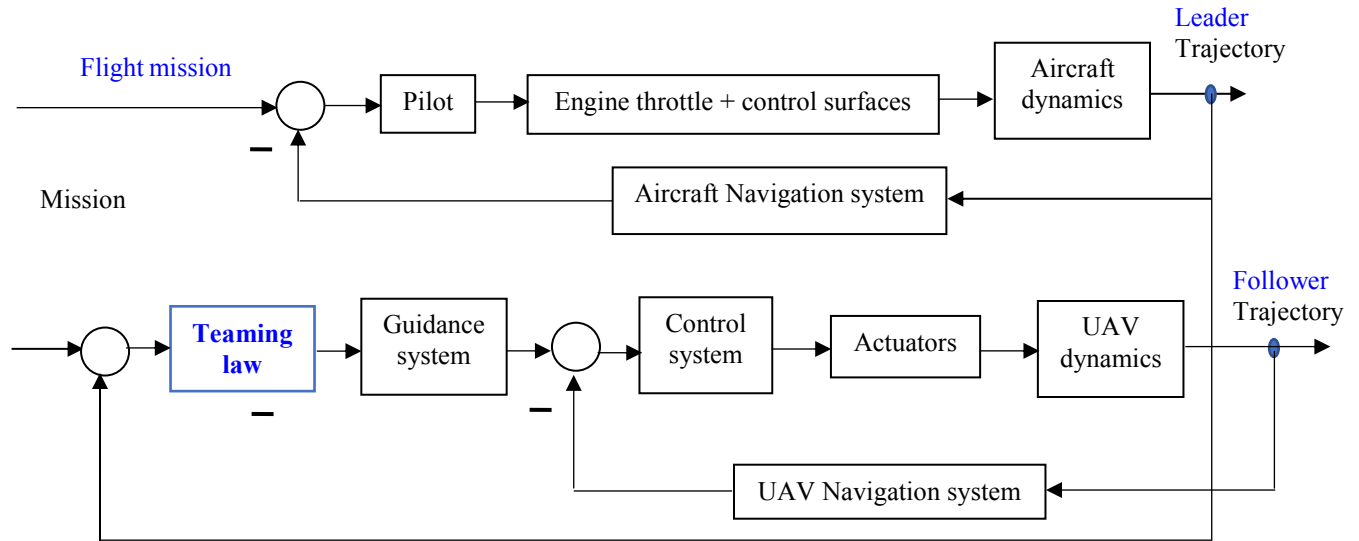 Leader
Trajectory
Flight mission
Pilot
Engine throttle + control surfaces
Aircraft
dynamics
–
Aircraft Navigation system
Mission
Follower
Trajectory
Teaming
law
Guidance
system
Control
system
Actuators
UAV
dynamics
–
–
UAV Navigation system